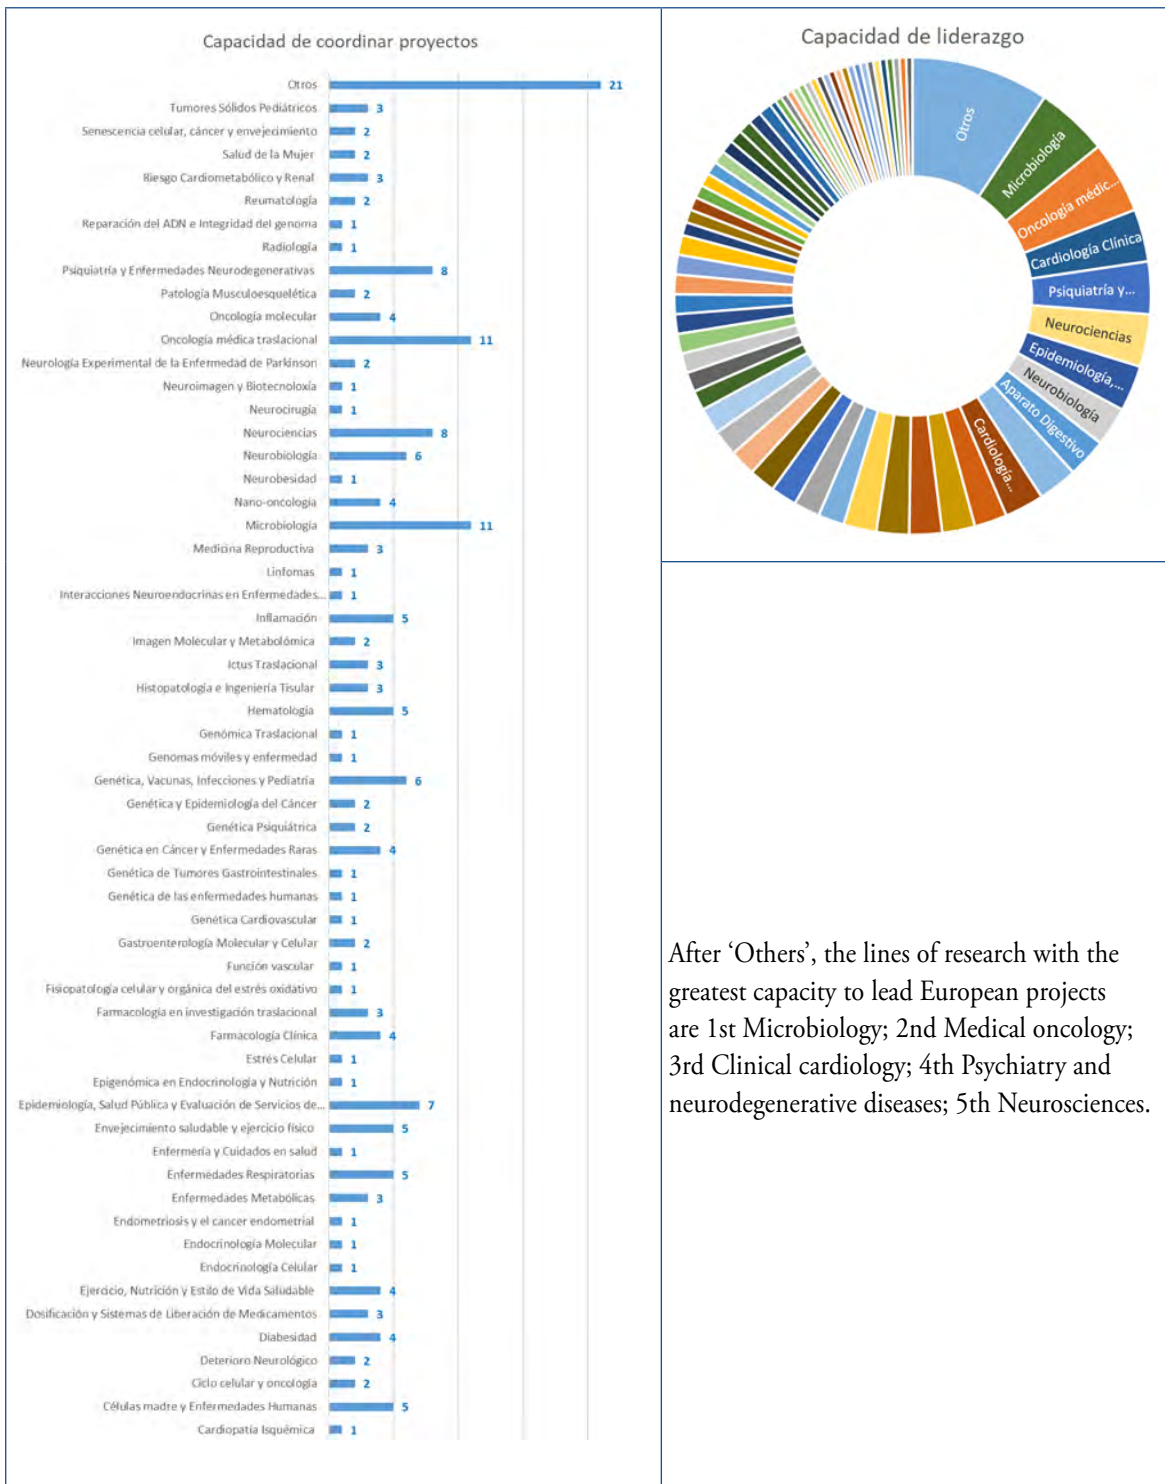 Capacidad de coordinar proyectos
Otros 21
Tumores Sólidos Pediátricos 3
Senescencia celular, cáncer y envejecimiento 2
Salud de la Mujer 2
Riesgo Cardiometabólico y Renal 3
Reumatología 2
Reparación del ADN e Integridad del genoma 1
Radiología 1
Psiquiatría y Enfermedades Neurodegenerativas 8
Patología Musculoesquelética 2
Oncología molecular 4
Oncología médica traslacional 11
Neurología Experimental de la Enfermedad de Parkinson 2
Neuroimagen y Biotecnoloxía 1
Neurocirugía 1
Neurociencias 8
Neurobiología 6
Neurobesidad 1
Nano-oncología 4
Microbiología 11
Medicina Reproductiva 3
Linfomas 1
Interacciones Neuroendocrinas en Enfermedades... 1
Inflamación 5
Imagen Molecular y Metabolómica 2
Ictus Traslacional 3
Histopatología e Ingeniería Tisular 3
Hematología 5
Genómica Traslacional 1
Genomas móviles y enfermedad 1
Genética, Vacunas, Infecciones y Pediatría 6
Genética y Epidemiología del Cáncer 2
Genética Psiquiátrica 2
Genética en Cáncer y Enfermedades Raras 4
Genética de Tumores Gastrointestinales 1
Genética de las enfermedades humanas 1
Genética Cardiovascular 1
Gastroenterología Molecular y Celular 2
Función vascular 1
Fisiopatología celular y orgánica del estrés oxidativo 1
Farmacología en investigación traslacional 3
Farmacología Clínica 4
Estrés Celular 1
Epigenómica en Endocrinología y Nutrición 1
Epidemiología, Salud Pública y Evaluación de Servicios de... 7
Envejecimiento saludable y ejercicio físico 5
Enfermería y Cuidados en salud 1
Enfermedades Respiratorias 5
Enfermedades Metabólicas 3
Endometriosis y el cancer endometrial 1
Endocrinología Molecular 1
Endocrinología Celular 1
Ejercicio, Nutrición y Estilo de Vida Saludable 4
Dosificación y Sistemas de Liberación de Medicamentos 3
Diabesidad 4
Deterioro Neurológico 2
Ciclo celular y oncología 2
Células madre y Enfermedades Humanas 5
Cardiopatía Isquémica 1
Capacidad de liderazgo
Otros
Microbiología
Oncología médic...
Cardiología Clínica
Psiquiatría y...
Neurociencias
Epidemiología,...
Neurobiología
Aparato Digestivo
Cardiología...
After ‘Others’, the lines of research with the
greatest capacity to lead European projects
are 1st Microbiology; 2nd Medical oncology;
3rd Clinical cardiology; 4th Psychiatry and
neurodegenerative diseases; 5th Neurosciences.